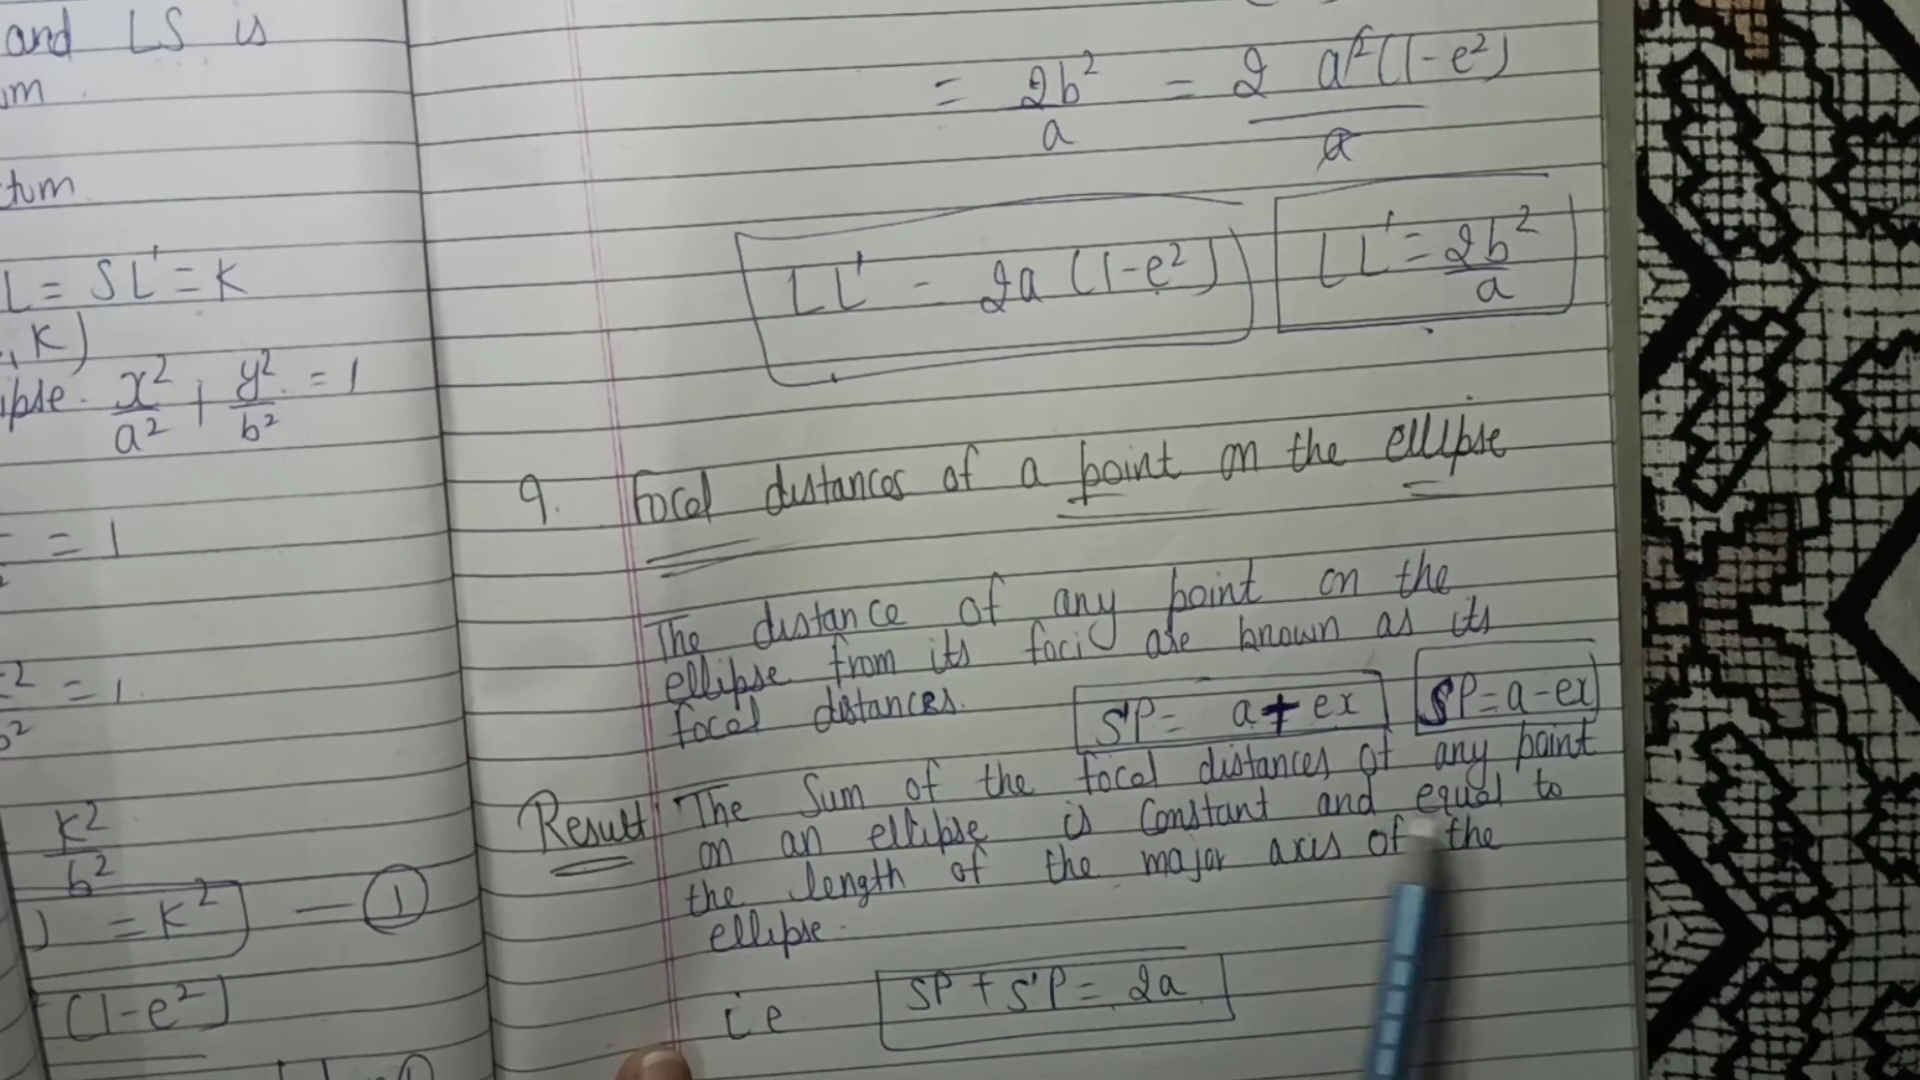 and LS is
um
ctum
L = SL' = K
, K)
ipse. x²/a² + y²/b² = 1
= 1
² = 1
K²/b²
) = K² — ①
(1-e²)
= 2b²/a = 2 a²(1-e²)/a
LL' = 2a (1-e²) LL' = 2b²/a
9. Focal distances of a point on the ellipse
The distance of any point on the
ellipse from its foci are known as its
focal distances. S'P = a + ex SP = a - ex
Result The Sum of the focal distances of any point
on an ellipse is Constant and equal to
the length of the major axis of the
ellipse.
i e SP + S'P = 2a